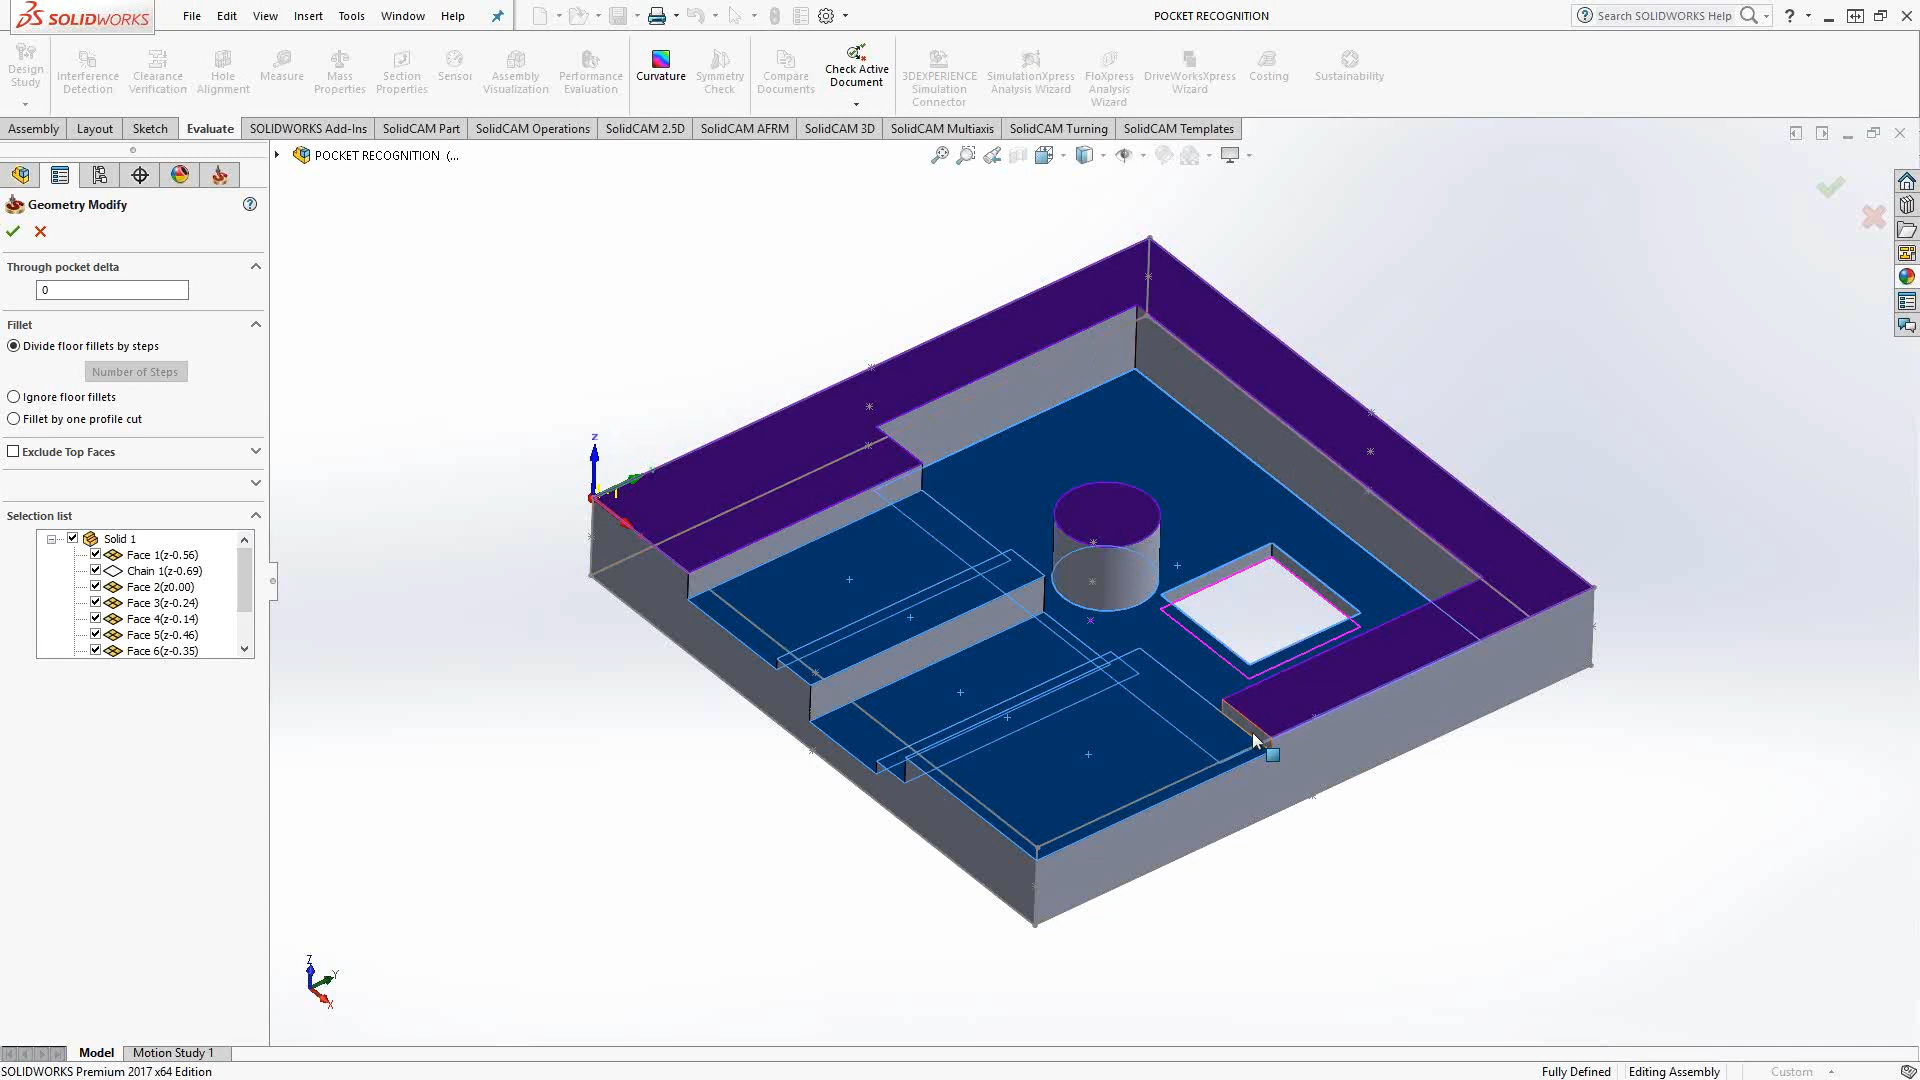 SOLIDWORKS
File Edit View Insert Tools Window Help
POCKET RECOGNITION
Search SOLIDWORKS Help
Design Study
Interference Detection
Clearance Verification
Hole Alignment
Measure
Mass Properties
Section Properties
Sensor
Assembly Visualization
Performance Evaluation
Curvature
Symmetry Check
Compare Documents
Check Active Document
3DEXPERIENCE Simulation Connector
SimulationXpress Analysis Wizard
FloXpress Analysis Wizard
DriveWorksXpress Wizard
Costing
Sustainability
Assembly Layout Sketch Evaluate SOLIDWORKS Add-Ins SolidCAM Part SolidCAM Operations SolidCAM 2.5D SolidCAM AFRM SolidCAM 3D SolidCAM Multiaxis SolidCAM Turning SolidCAM Templates
POCKET RECOGNITION (...
Geometry Modify
Through pocket delta
0
Fillet
Divide floor fillets by steps
Number of Steps
Ignore floor fillets
Fillet by one profile cut
Exclude Top Faces
Selection list
Solid 1
Face 1(z-0.56)
Chain 1(z-0.69)
Face 2(z0.00)
Face 3(z-0.24)
Face 4(z-0.14)
Face 5(z-0.46)
Face 6(z-0.35)
Z
Z
Y
X
Model Motion Study 1
SOLIDWORKS Premium 2017 x64 Edition
Fully Defined Editing Assembly Custom